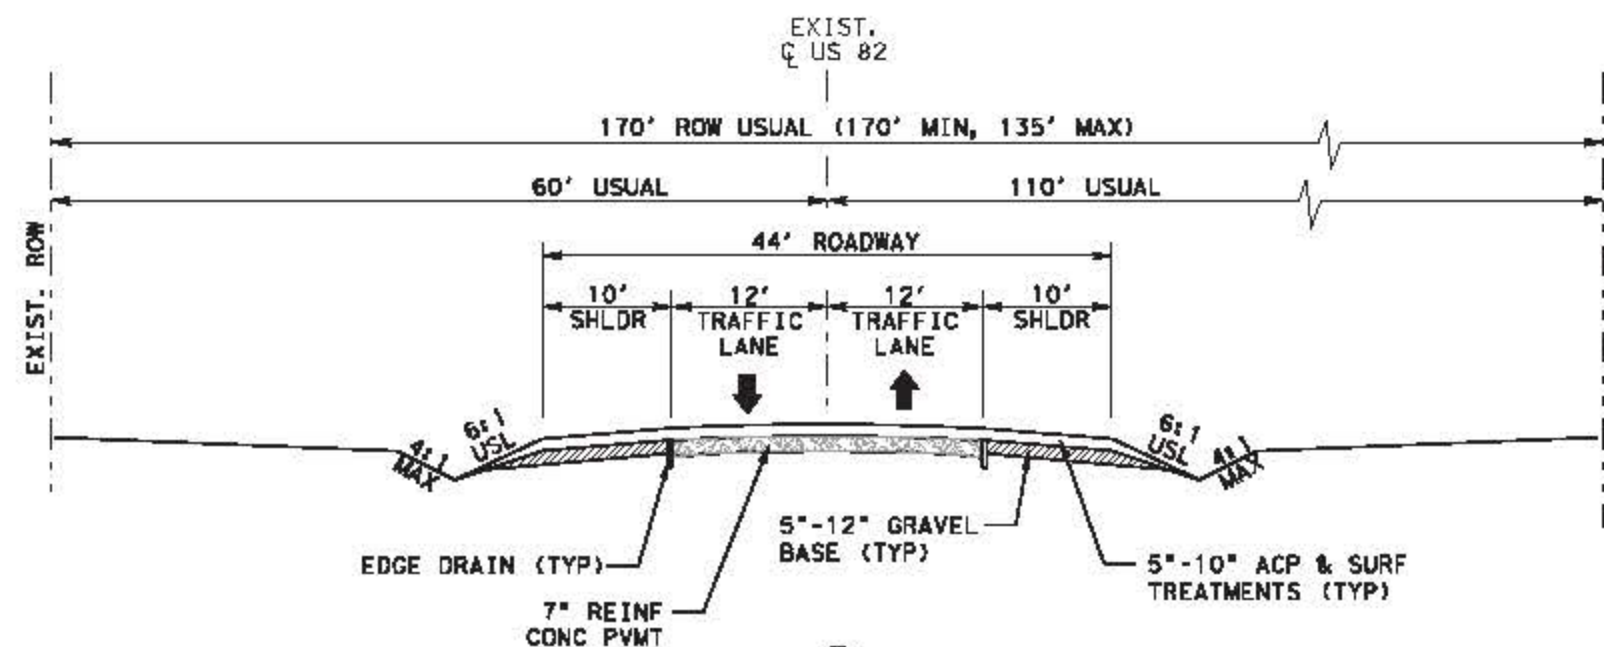 EXIST.
℄ US 82
170' ROW USUAL (170' MIN, 135' MAX)
60' USUAL
110' USUAL
EXIST. ROW
44' ROADWAY
10'
SHLDR
12'
TRAFFIC
LANE
12'
TRAFFIC
LANE
10'
SHLDR
4:1
MAX
6:1
USL
6:1
USL
4:1
MAX
EDGE DRAIN (TYP)
7" REINF
CONC PVMT
5"-12" GRAVEL
BASE (TYP)
5"-10" ACP & SURF
TREATMENTS (TYP)